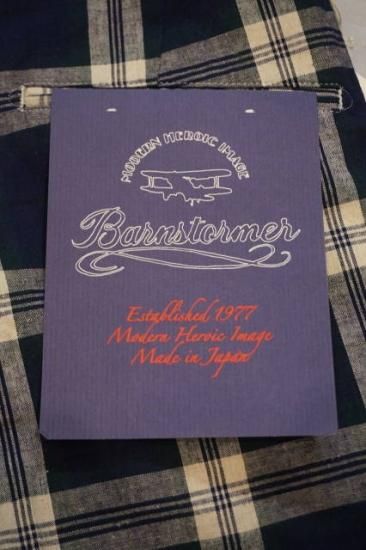 MODERN HEROIC IMAGE
Barnstormer
Established 1977
Modern Heroic Image
Made in Japan